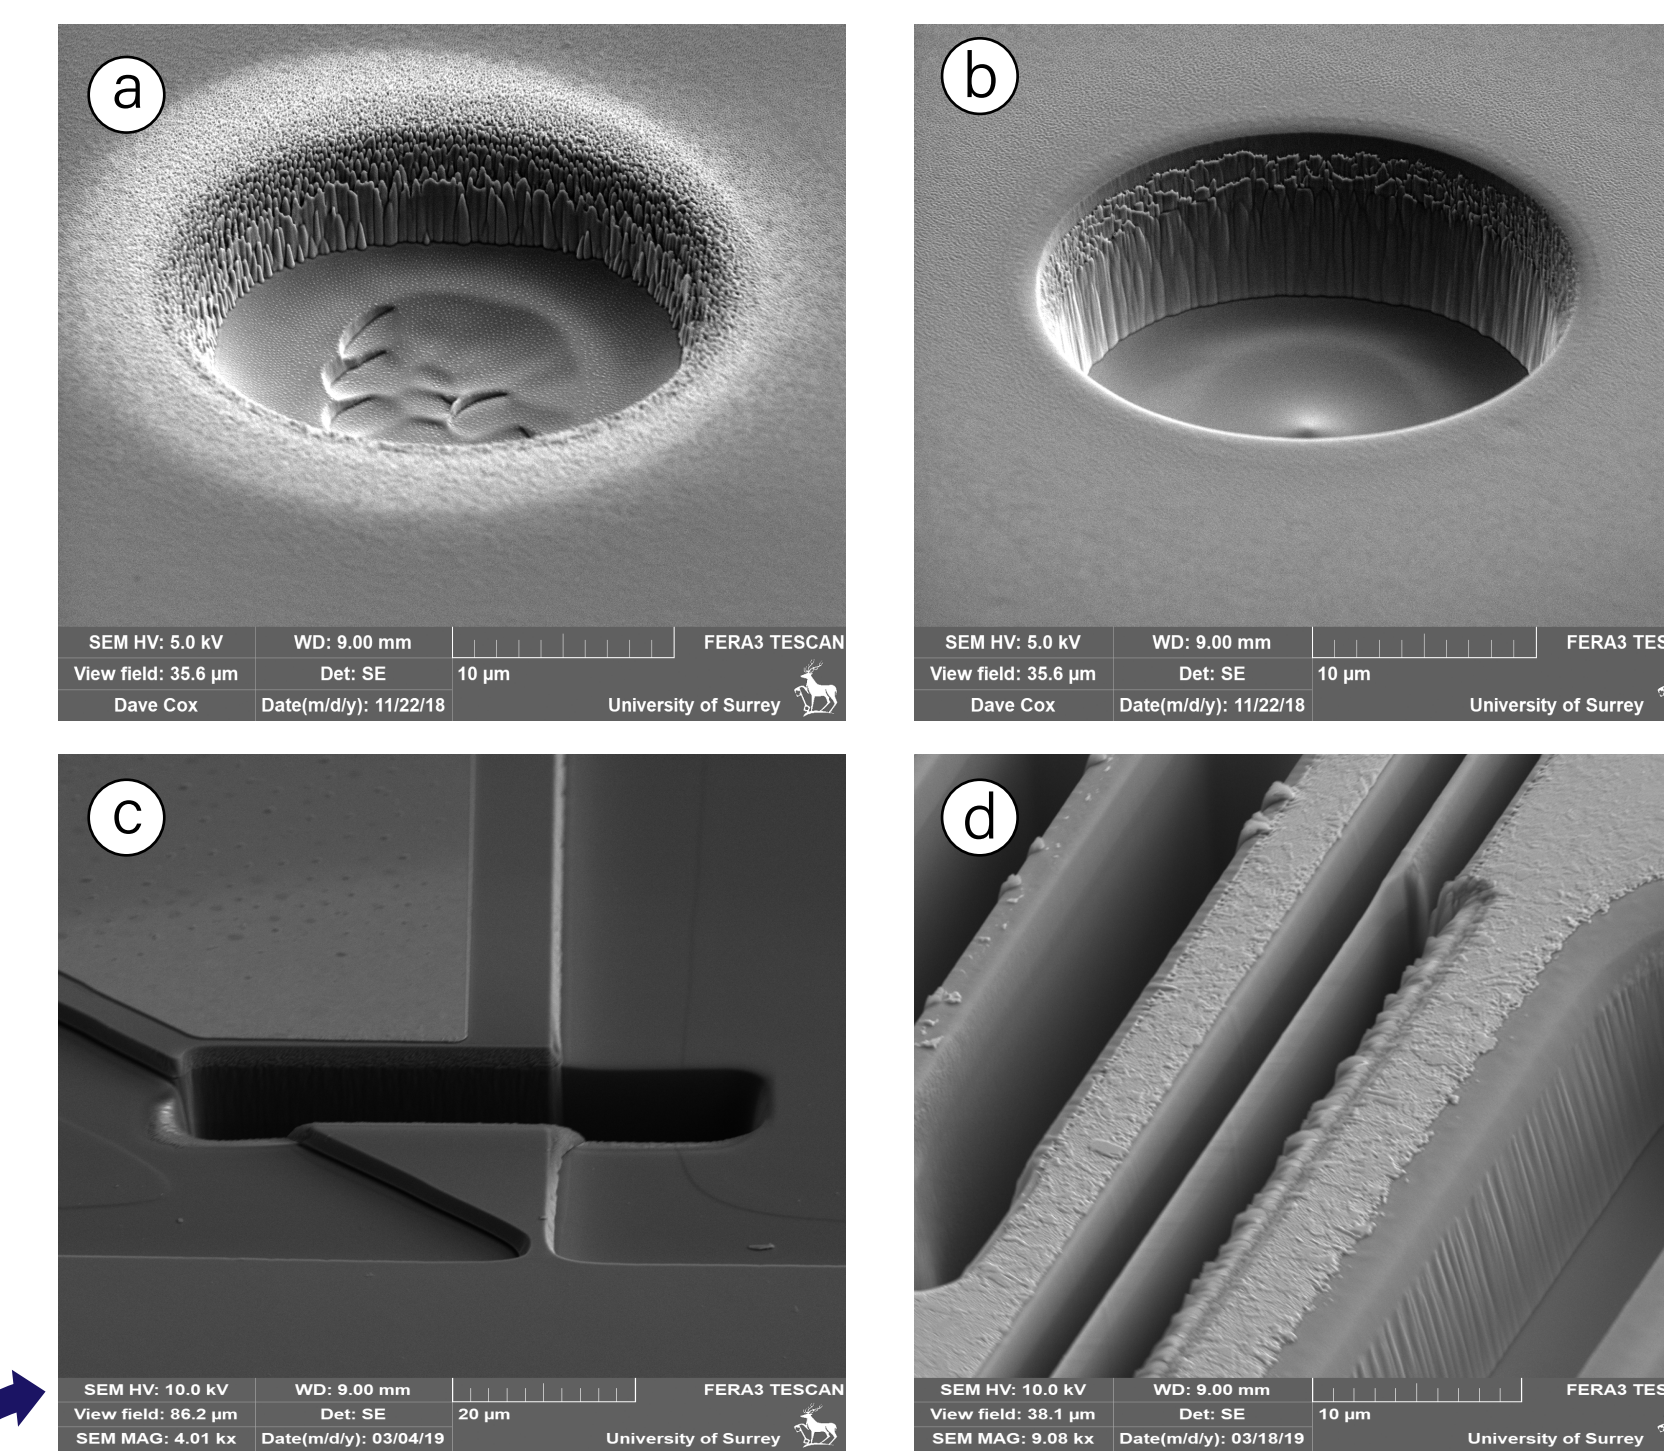 a
SEM HV: 5.0 kV WD: 9.00 mm FERA3 TESCAN
View field: 35.6 µm Det: SE 10 µm
Dave Cox Date(m/d/y): 11/22/18 University of Surrey
b
SEM HV: 5.0 kV WD: 9.00 mm FERA3 TES
View field: 35.6 µm Det: SE 10 µm
Dave Cox Date(m/d/y): 11/22/18 University of Surrey
c
SEM HV: 10.0 kV WD: 9.00 mm FERA3 TESCAN
View field: 86.2 µm Det: SE 20 µm
SEM MAG: 4.01 kx Date(m/d/y): 03/04/19 University of Surrey
d
SEM HV: 10.0 kV WD: 9.00 mm FERA3 TES
View field: 38.1 µm Det: SE 10 µm
SEM MAG: 9.08 kx Date(m/d/y): 03/18/19 University of Surrey